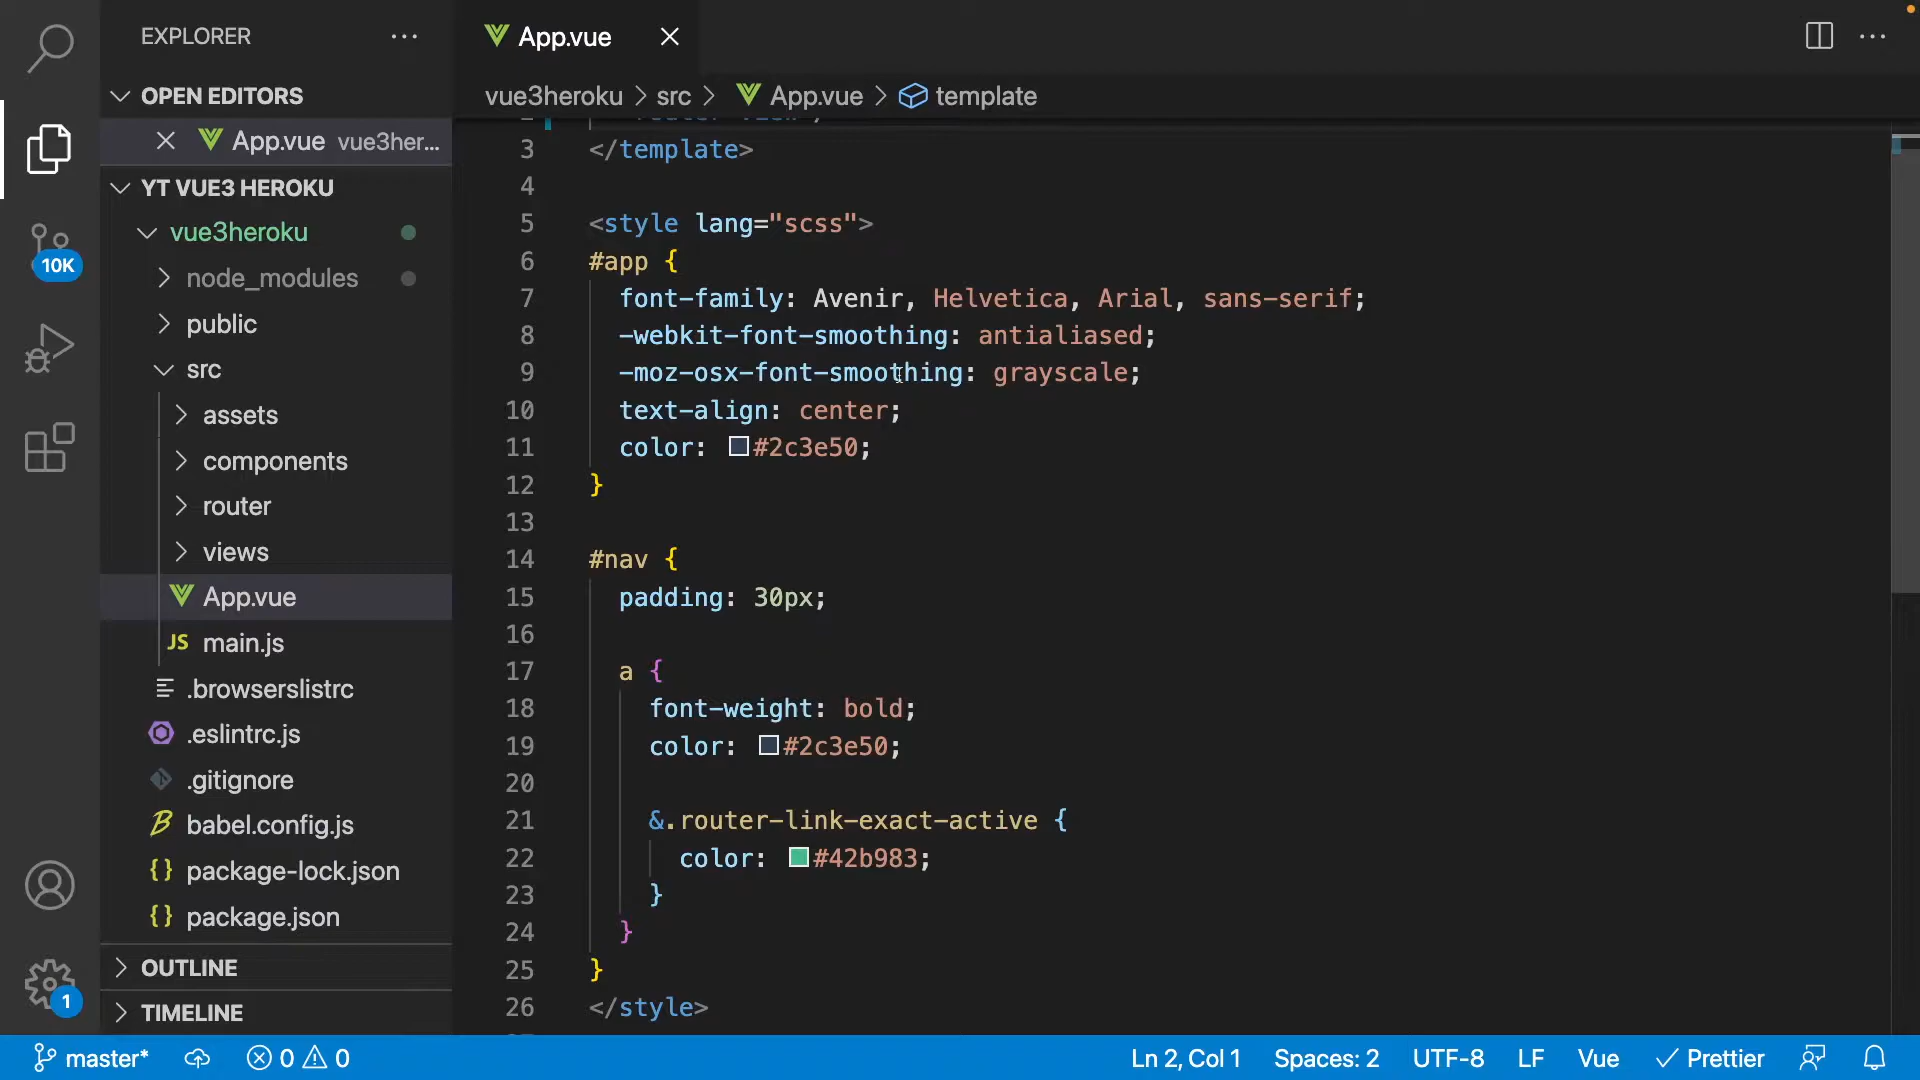 EXPLORER
OPEN EDITORS
App.vue vue3her...
YT VUE3 HEROKU
vue3heroku
node_modules
public
src
assets
components
router
views
App.vue
JS main.js
.browserslistrc
.eslintrc.js
.gitignore
babel.config.js
{} package-lock.json
{} package.json
OUTLINE
TIMELINE
10K
1
App.vue
vue3heroku > src > App.vue > template
3 </template>
4
5 <style lang="scss">
6 #app {
7 font-family: Avenir, Helvetica, Arial, sans-serif;
8 -webkit-font-smoothing: antialiased;
9 -moz-osx-font-smoothing: grayscale;
10 text-align: center;
11 color: #2c3e50;
12 }
13
14 #nav {
15 padding: 30px;
16
17 a {
18 font-weight: bold;
19 color: #2c3e50;
20
21 &.router-link-exact-active {
22 color: #42b983;
23 }
24 }
25 }
26 </style>
master* 0 0 Ln 2, Col 1 Spaces: 2 UTF-8 LF Vue Prettier